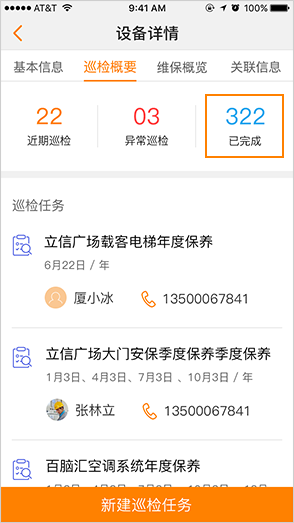 AT&T 9:41 AM 100%
设备详情
基本信息 巡检概要 维保概览 关联信息
22 03 322
近期巡检 异常巡检 已完成
巡检任务
立信广场载客电梯年度保养
6月22日 / 年
厦小冰 13500067841
立信广场大门安保季度保养季度保养
1月3日、4月3日、7月3日 、10月3日 / 年
张林立 13500067841
百脑汇空调系统年度保养
新建巡检任务